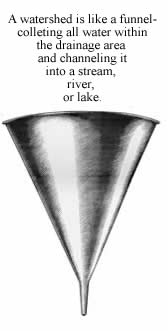 A watershed is like a funnel-
colleting all water within
the drainage area
and channeling it
into a stream,
river,
or lake.